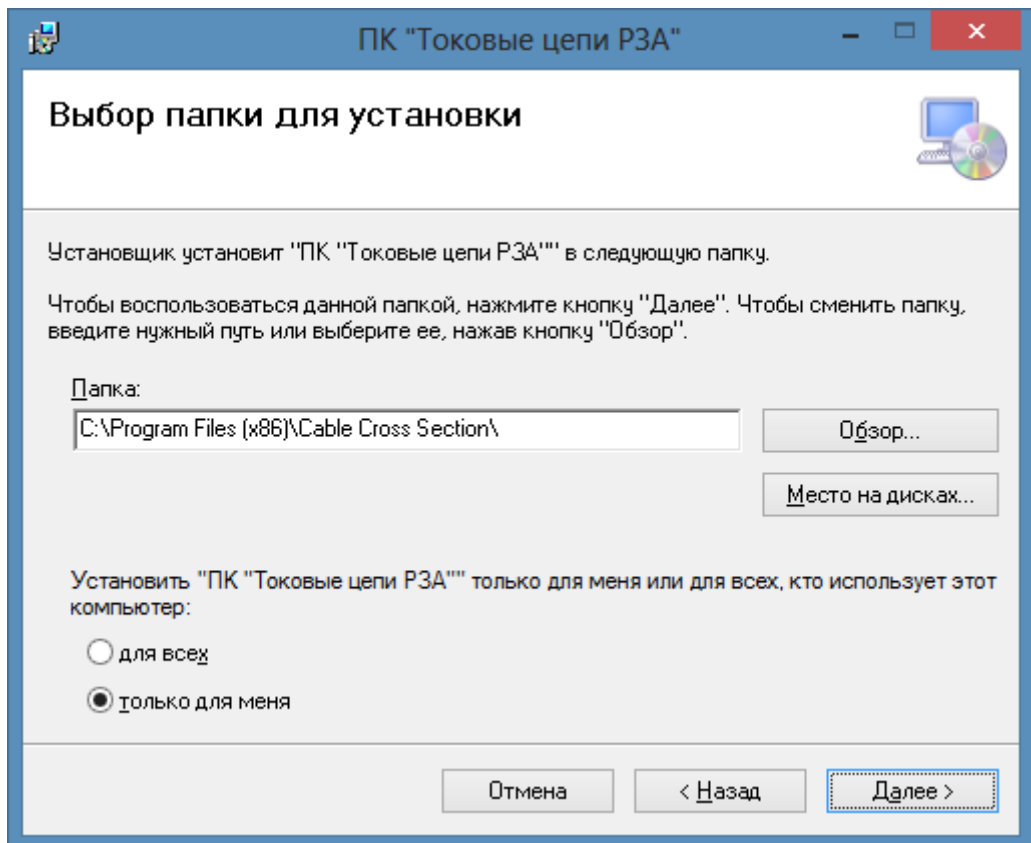 ПК "Токовые цепи РЗА"
Выбор папки для установки
Установщик установит "ПК "Токовые цепи РЗА"" в следующую папку.
Чтобы воспользоваться данной папкой, нажмите кнопку "Далее". Чтобы сменить папку,
введите нужный путь или выберите ее, нажав кнопку "Обзор".
Папка:
C:\Program Files (x86)\Cable Cross Section\
Обзор...
Место на дисках...
Установить "ПК "Токовые цепи РЗА"" только для меня или для всех, кто использует этот
компьютер:
для всех
только для меня
Отмена
< Назад
Далее >